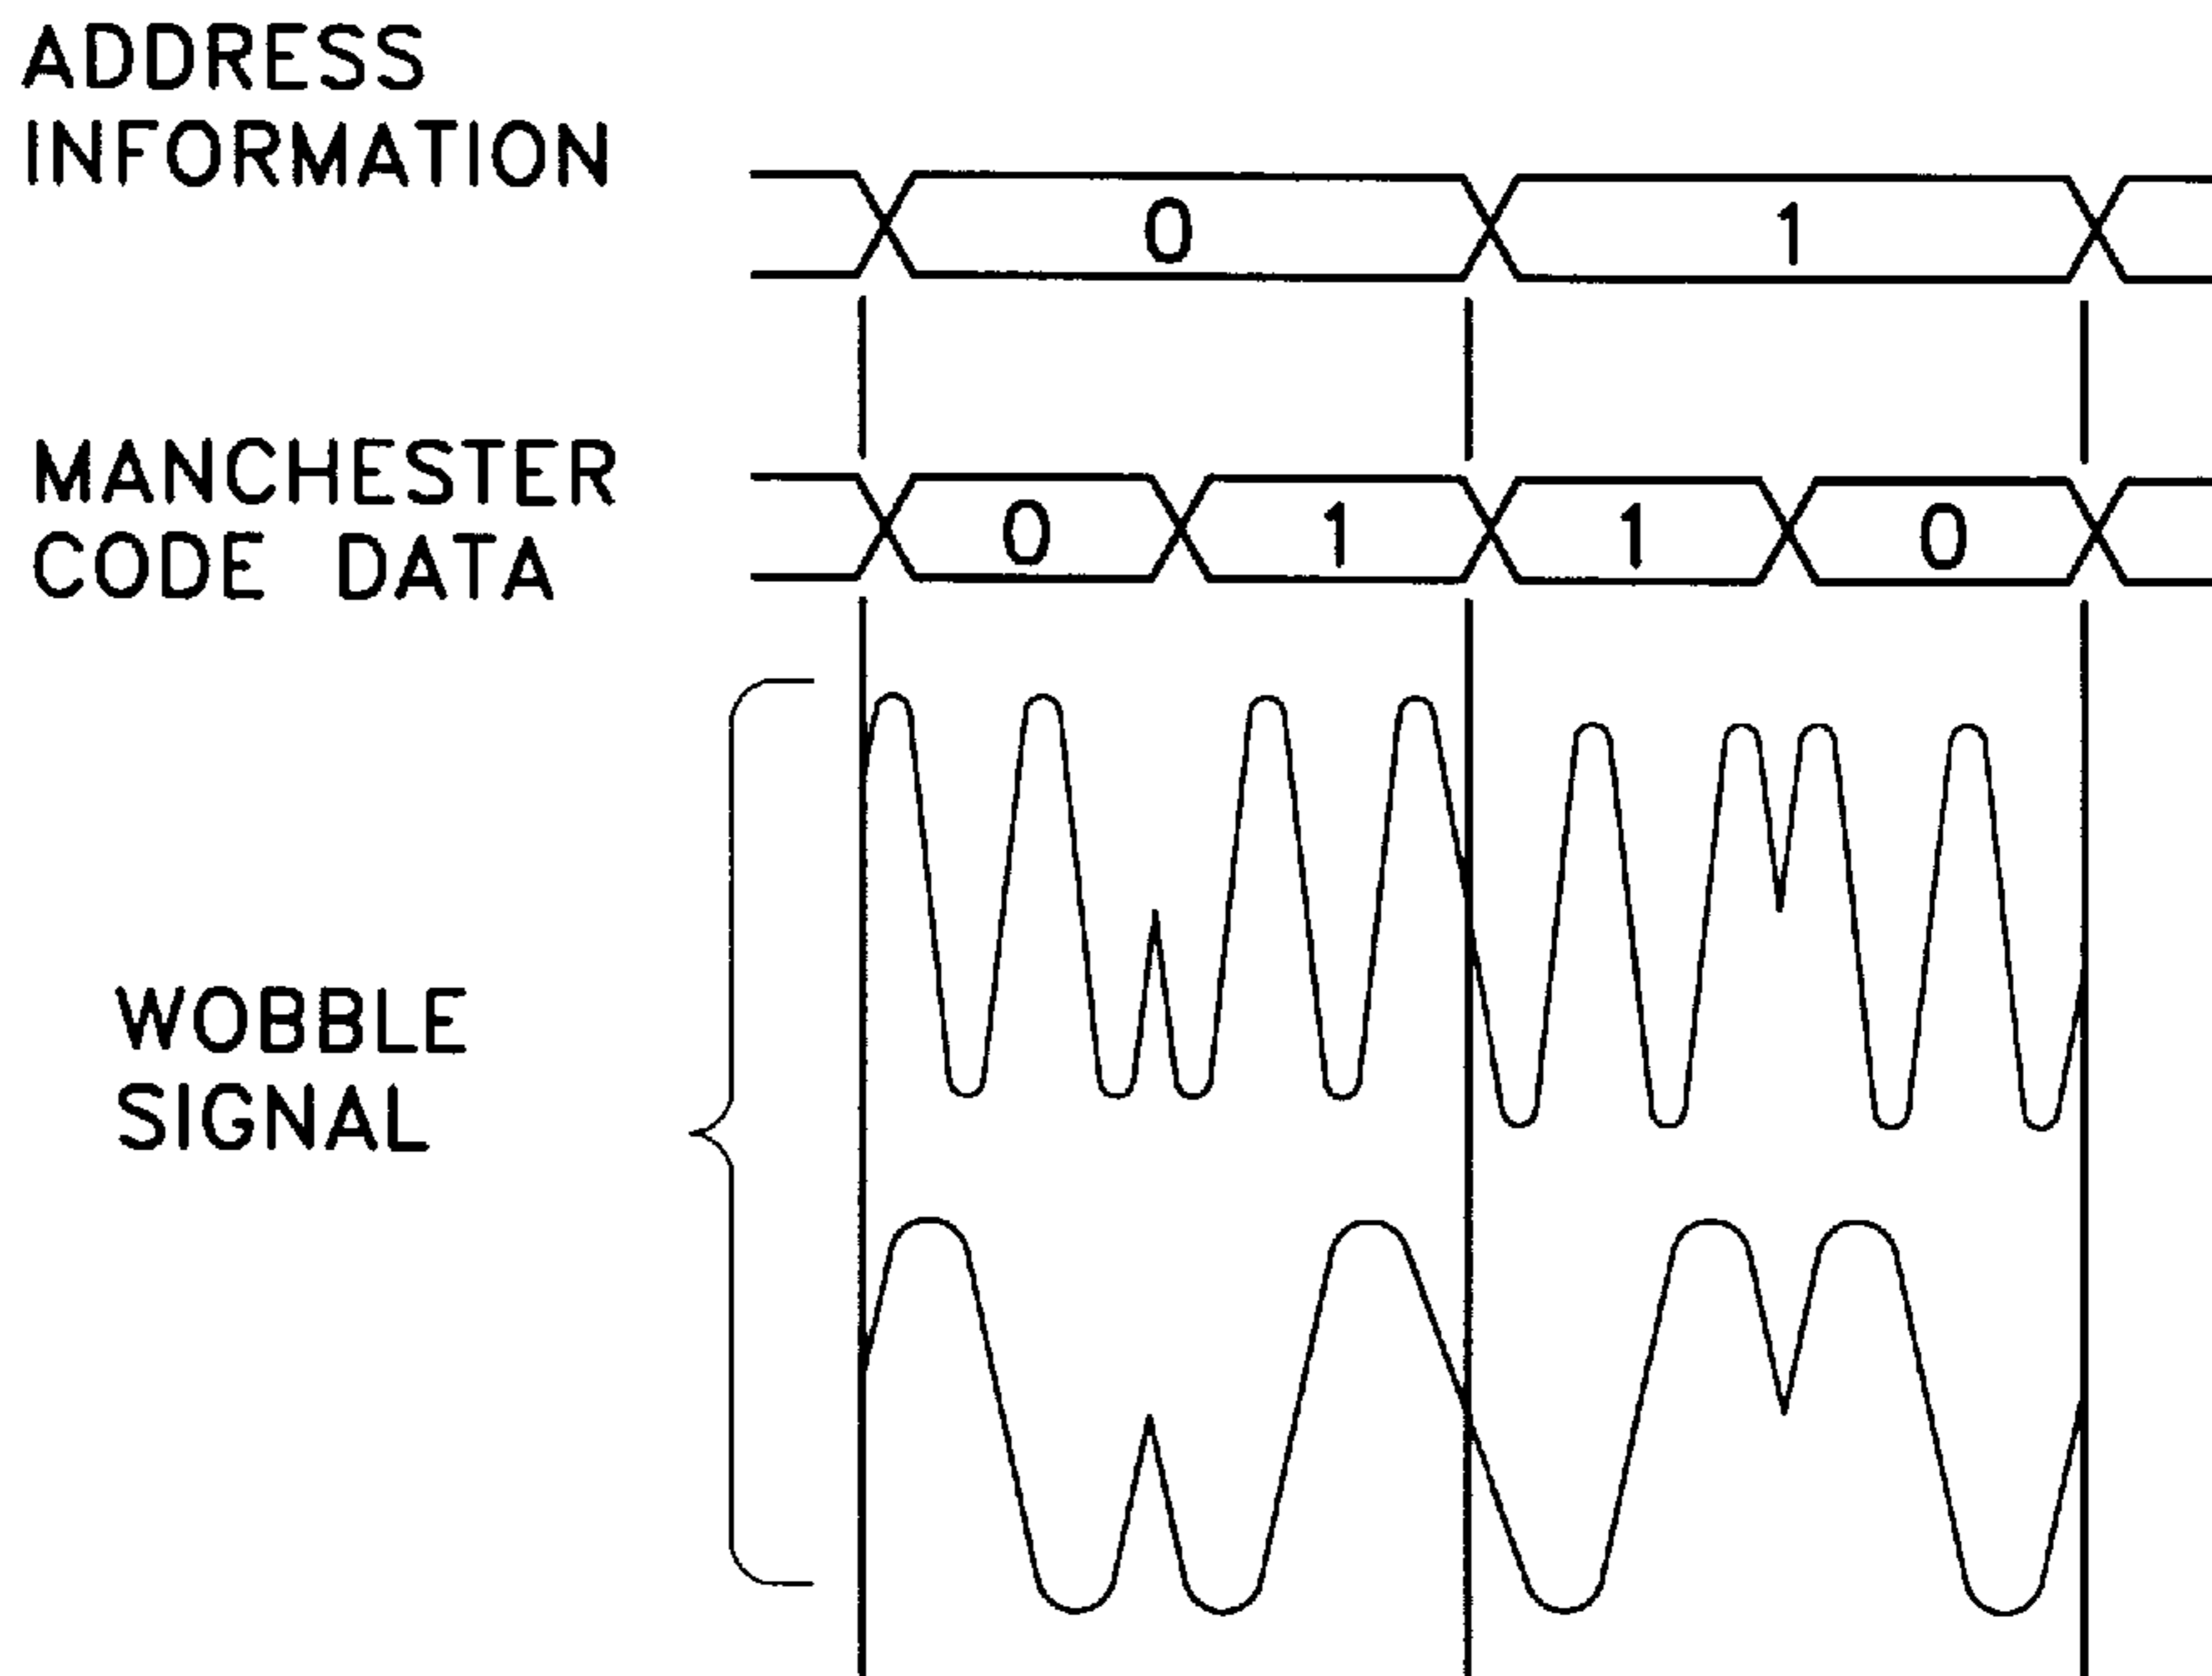 ADDRESS
INFORMATION
0 1
MANCHESTER
CODE DATA
0 1 1 0
WOBBLE
SIGNAL